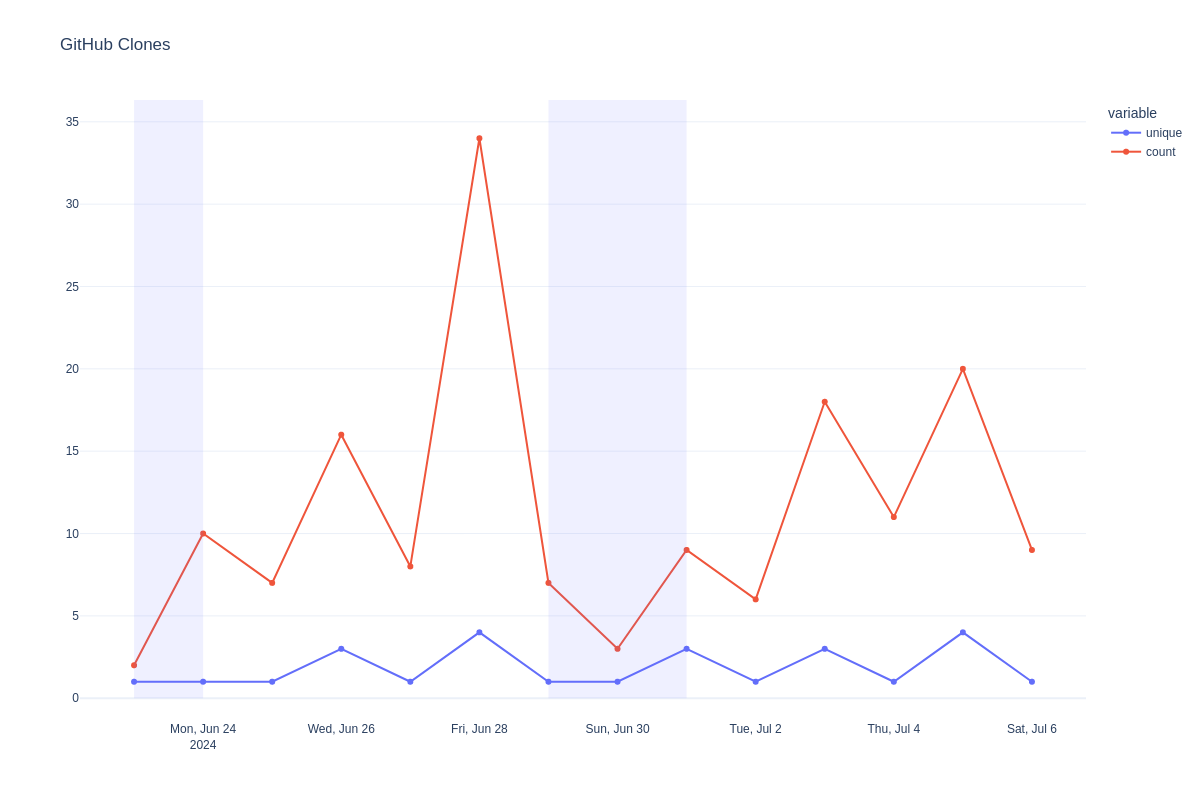 GitHub Clones
variable
unique
count
35
30
25
20
15
10
5
0
Mon, Jun 24
2024
Wed, Jun 26
Fri, Jun 28
Sun, Jun 30
Tue, Jul 2
Thu, Jul 4
Sat, Jul 6